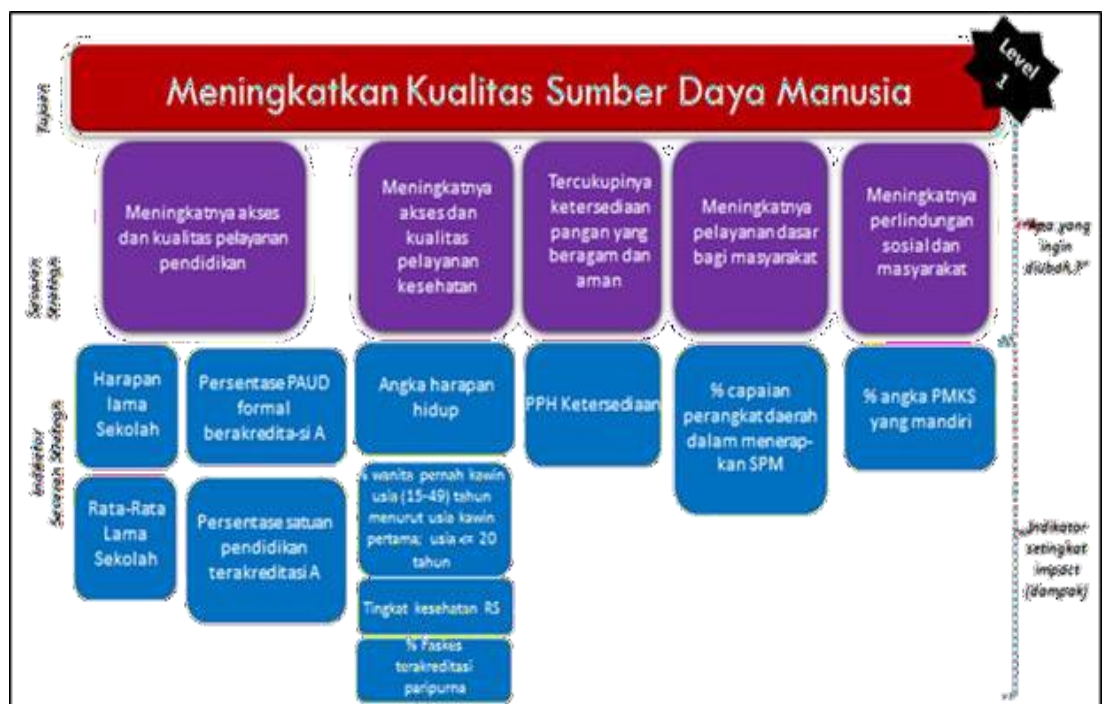 Level
1
Meningkatkan Kualitas Sumber Daya Manusia
Tujuan
Meningkatnya akses
dan kualitas pelayanan
pendidikan
Meningkatnya
akses dan
kualitas
pelayanan
kesehatan
Tercukupinya
ketersediaan
pangan yang
beragam dan
aman
Meningkatnya
pelayanan dasar
bagi masyarakat
Meningkatnya
perlindungan
sosial dan
masyarakat
"Apa yang
ingin
diubah?"
Harapan
lama
Sekolah
Persentase PAUD
formal
berakredita-si A
Angka harapan
hidup
PPH Ketersediaan
% capaian
perangkat daerah
dalam menerap-
kan SPM
% angka PMKS
yang mandiri
Indikator
Rata-Rata
Lama
Sekolah
Persentase satuan
pendidikan
terakreditasi A
% wanita pernah kawin
usia (15-49) tahun
menurut usia kawin
pertama; usia <= 20
tahun
Tingkat kesehatan RS
% Faskes
terakreditasi
paripurna
Indikator
setingkat
impact
(dampak)